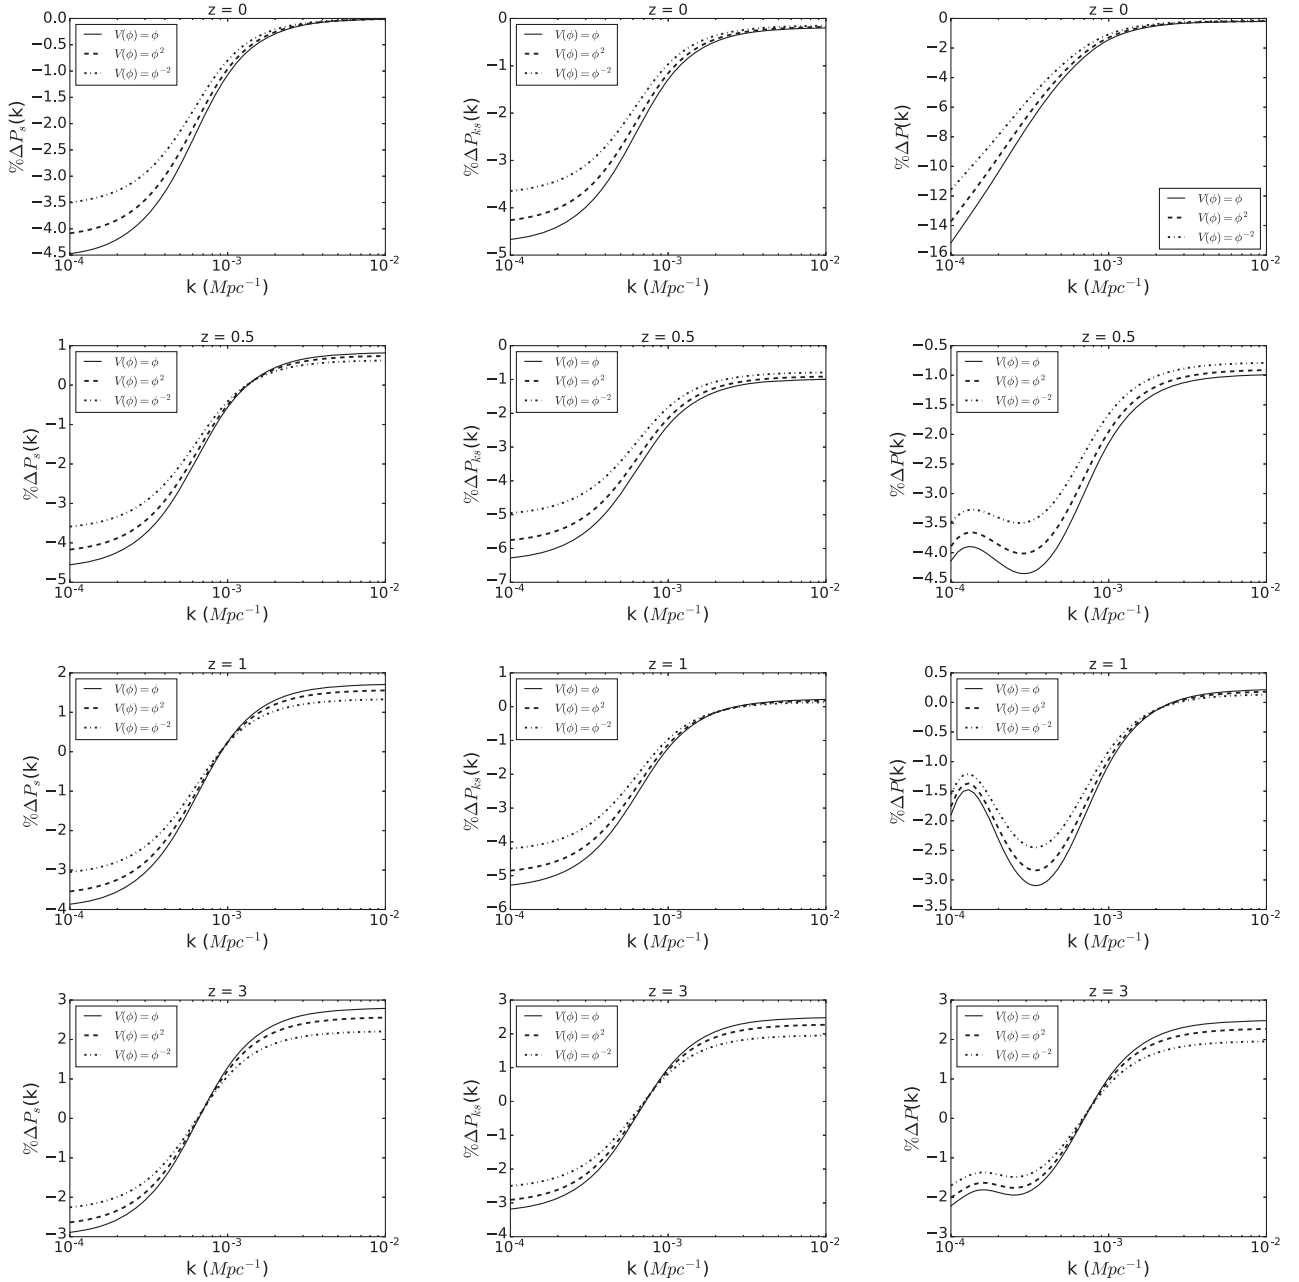 z = 0
%ΔP_s(k)
0.0
−0.5
−1.0
−1.5
−2.0
−2.5
−3.0
−3.5
−4.0
−4.5
V(ϕ) = ϕ
V(ϕ) = ϕ²
V(ϕ) = ϕ⁻²
10⁻⁴ 10⁻³ 10⁻²
k (Mpc⁻¹)
z = 0
%ΔP_ks(k)
0
−1
−2
−3
−4
−5
V(ϕ) = ϕ
V(ϕ) = ϕ²
V(ϕ) = ϕ⁻²
10⁻⁴ 10⁻³ 10⁻²
k (Mpc⁻¹)
z = 0
%ΔP(k)
0
−2
−4
−6
−8
−10
−12
−14
−16
V(ϕ) = ϕ
V(ϕ) = ϕ²
V(ϕ) = ϕ⁻²
10⁻⁴ 10⁻³ 10⁻²
k (Mpc⁻¹)
z = 0.5
%ΔP_s(k)
1
0
−1
−2
−3
−4
−5
V(ϕ) = ϕ
V(ϕ) = ϕ²
V(ϕ) = ϕ⁻²
10⁻⁴ 10⁻³ 10⁻²
k (Mpc⁻¹)
z = 0.5
%ΔP_ks(k)
0
−1
−2
−3
−4
−5
−6
−7
V(ϕ) = ϕ
V(ϕ) = ϕ²
V(ϕ) = ϕ⁻²
10⁻⁴ 10⁻³ 10⁻²
k (Mpc⁻¹)
z = 0.5
%ΔP(k)
−0.5
−1.0
−1.5
−2.0
−2.5
−3.0
−3.5
−4.0
−4.5
V(ϕ) = ϕ
V(ϕ) = ϕ²
V(ϕ) = ϕ⁻²
10⁻⁴ 10⁻³ 10⁻²
k (Mpc⁻¹)
z = 1
%ΔP_s(k)
2
1
0
−1
−2
−3
−4
V(ϕ) = ϕ
V(ϕ) = ϕ²
V(ϕ) = ϕ⁻²
10⁻⁴ 10⁻³ 10⁻²
k (Mpc⁻¹)
z = 1
%ΔP_ks(k)
1
0
−1
−2
−3
−4
−5
−6
V(ϕ) = ϕ
V(ϕ) = ϕ²
V(ϕ) = ϕ⁻²
10⁻⁴ 10⁻³ 10⁻²
k (Mpc⁻¹)
z = 1
%ΔP(k)
0.5
0.0
−0.5
−1.0
−1.5
−2.0
−2.5
−3.0
−3.5
V(ϕ) = ϕ
V(ϕ) = ϕ²
V(ϕ) = ϕ⁻²
10⁻⁴ 10⁻³ 10⁻²
k (Mpc⁻¹)
z = 3
%ΔP_s(k)
3
2
1
0
−1
−2
−3
V(ϕ) = ϕ
V(ϕ) = ϕ²
V(ϕ) = ϕ⁻²
10⁻⁴ 10⁻³ 10⁻²
k (Mpc⁻¹)
z = 3
%ΔP_ks(k)
3
2
1
0
−1
−2
−3
−4
V(ϕ) = ϕ
V(ϕ) = ϕ²
V(ϕ) = ϕ⁻²
10⁻⁴ 10⁻³ 10⁻²
k (Mpc⁻¹)
z = 3
%ΔP(k)
3
2
1
0
−1
−2
−3
V(ϕ) = ϕ
V(ϕ) = ϕ²
V(ϕ) = ϕ⁻²
10⁻⁴ 10⁻³ 10⁻²
k (Mpc⁻¹)